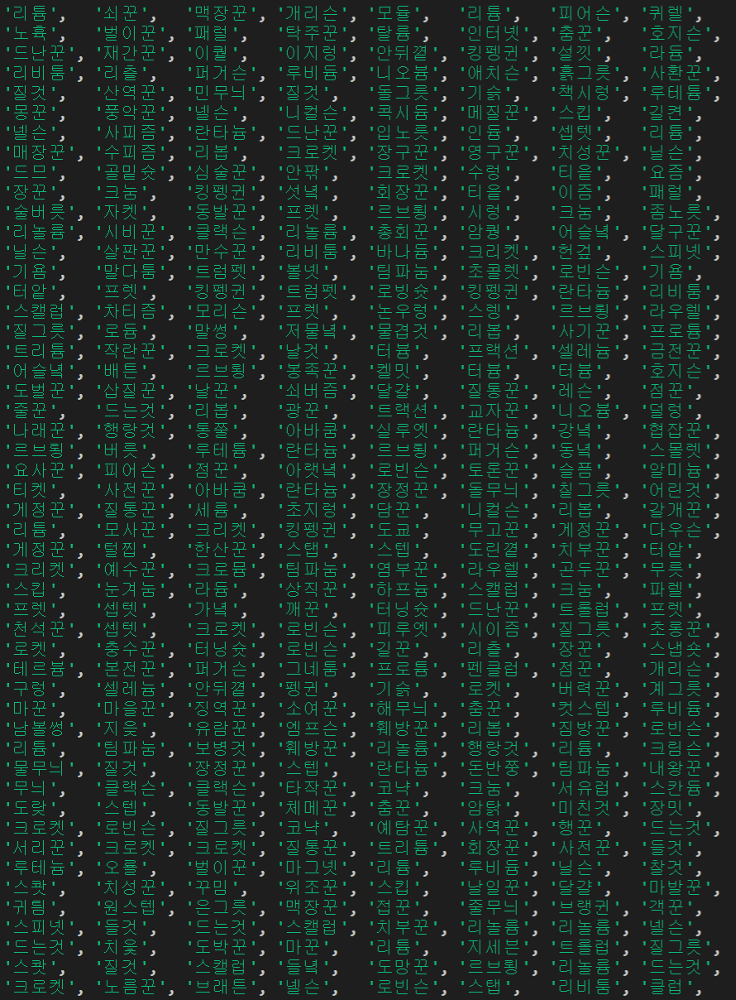 '리튬', '쇠꾼', '맥장꾼', '개리슨', '모듈', '리튬', '피어슨', '퀴렐',
'노휵', '벌이꾼', '패럴', '탁주꾼', '탈륨', '인터넷', '춤꾼', '호지슨',
'드난꾼', '재간꾼', '이퀄', '이지렁', '안뒤꼍', '킹펭귄', '설낏', '라듐',
'리비툼', '리츨', '퍼거슨', '루비듐', '니오븀', '애치슨', '흙긋', '사환꾼',
'질것', '산역꾼', '민무늬', '질것', '질그릇', '기슭', '책시렁', '루테튬',
'몽꾼', '풍악꾼', '넬슨', '니컬슨', '콕시듐', '메질꾼', '스킵', '길켠',
'넬슨', '사피즘', '란타늄', '드난꾼', '입노릇', '인듐', '셉텟', '리튬',
'매장꾼', '수피즘', '리봅', '크로켓', '장구꾼', '영구꾼', '치성꾼', '닐슨',
'드므', '골밑슛', '심술꾼', '안팎', '크로켓', '수렁', '티읕', '요즘',
'장꾼', '크눔', '킹펭귄', '섯녘', '회장꾼', '티읕', '이즘', '패럴',
'술버릇', '자켓', '동발꾼', '프렛', '르브륑', '시렁', '크눔', '좀노릇',
'리놀륨', '시비꾼', '클랙슨', '리놀륨', '총회꾼', '암퀑', '어슬녘', '달구꾼',
'닐슨', '살판꾼', '만수꾼', '리비툼', '바나듐', '크리켓', '헌겊', '스피넷',
'기욤', '말다툼', '트럼펫', '볼넷', '팀파눔', '초콜렛', '로빈슨', '기욤',
'터앝', '프렛', '킹펭귄', '트럼펫', '로빙슛', '킹펭귄', '란타늄', '리비툼',
'스캘럽', '차티즘', '모리슨', '프렛', '논우렁', '스렝', '르브룅', '라우렐',
'질그릇', '로듐', '말썽', '저물녘', '물겁것', '리봅', '사기꾼', '프로튬',
'트리튬', '작란꾼', '크로켓', '날것', '터븀', '프랙션', '셀레늄', '금전꾼',
'어슬녘', '배튼', '르브룅', '봉족꾼', '켈밋', '터븀', '터븀', '호지슨',
'도벌꾼', '삽질꾼', '날꾼', '쇠버즘', '달걀', '질통꾼', '레슨', '점꾼',
'줄꾼', '드는것', '리봅', '광꾼', '트랙션', '교자꾼', '니오븀', '덜렁',
'나래꾼', '행랑것', '통쭐', '아바쿰', '실루엣', '란타늄', '강녘', '협잡꾼',
'르브룅', '버릇', '루테튬', '란타늄', '르브룅', '퍼거슨', '동녘', '스몰렛',
'요사꾼', '피어슨', '점꾼', '아랫녘', '로빈슨', '토론꾼', '슬픔', '알미늄',
'티켓', '사전꾼', '아바쿰', '란타늄', '장정꾼', '돌무늬', '칠그릇', '어린것',
'게정꾼', '질통꾼', '세륨', '초지렁', '담꾼', '니컬슨', '리봅', '갈개꾼',
'리튬', '모사꾼', '크리켓', '킹펭귄', '도쿄', '무고꾼', '게정꾼', '다우슨',
'게정꾼', '털찝', '한산꾼', '스탭', '스텝', '도린곁', '치부꾼', '터알',
'크리켓', '예수꾼', '크로뮴', '팀파눔', '염부꾼', '라우렐', '곤두꾼', '무릇',
'스킵', '눈겨눔', '라듐', '상직꾼', '하프늄', '스캘럽', '크눔', '파렐',
'프렛', '셉텟', '가녘', '깨꾼', '터닝슛', '드난꾼', '트롤럽', '프렛',
'천석꾼', '셉텟', '크로켓', '로빈슨', '피루엣', '시이즘', '질그릇', '초롱꾼',
'로켓', '충수꾼', '터닝슛', '로빈슨', '길꾼', '리츨', '장꾼', '스냅숏',
'테르븀', '본전꾼', '퍼거슨', '그네툼', '프로튬', '펜클럽', '점꾼', '개리슨',
'구렁', '셀레늄', '안뒤꼍', '펭귄', '기슭', '로켓', '버력꾼', '계그릇',
'마꾼', '마을꾼', '징역꾼', '소여꾼', '해무늬', '춤꾼', '컷스텝', '루비듐',
'남볼썽', '지읒', '유람꾼', '엠프슨', '훼방꾼', '리봅', '짐방꾼', '로빈슨',
'리튬', '팀파눔', '보병것', '훼방꾼', '리놀륨', '행랑것', '리튬', '크림슨',
'물무늬', '질것', '장정꾼', '스텝', '란타늄', '돈반쭝', '팀파눔', '내왕꾼',
'무늬', '클랙슨', '클랙슨', '타작꾼', '코냑', '크눔', '서유럽', '스칸듐',
'도랒', '스텝', '동발꾼', '체메꾼', '춤꾼', '암탉', '미친것', '장밋',
'크로켓', '로빈슨', '질그릇', '코냑', '예탐꾼', '사역꾼', '행꾼', '드는것',
'서리꾼', '크로켓', '크로켓', '질통꾼', '트리튬', '회장꾼', '사전꾼', '들것',
'루테늄', '오룔', '벌이꾼', '마그넷', '리튬', '루비듐', '닐슨', '찰것',
'스팟', '치성꾼', '꾸밈', '위조꾼', '스킵', '날일꾼', '달걀', '마발꾼',
'귀틤', '원스텝', '은그릇', '맥장꾼', '접꾼', '줄무늬', '브랭귄', '객꾼',
'스피넷', '들것', '드는것', '스캘럽', '치부꾼', '리놀륨', '리놀륨', '넬슨',
'드는것', '치읓', '도박꾼', '마꾼', '리튬', '지세븐', '트롤럽', '질그릇',
'스팟', '질것', '스캘럽', '들녘', '도망꾼', '르브룅', '리놀륨', '드는것',
'크로켓', '노름꾼', '브래튼', '넬슨', '로빈슨', '스탭', '리비툼', '클럽',